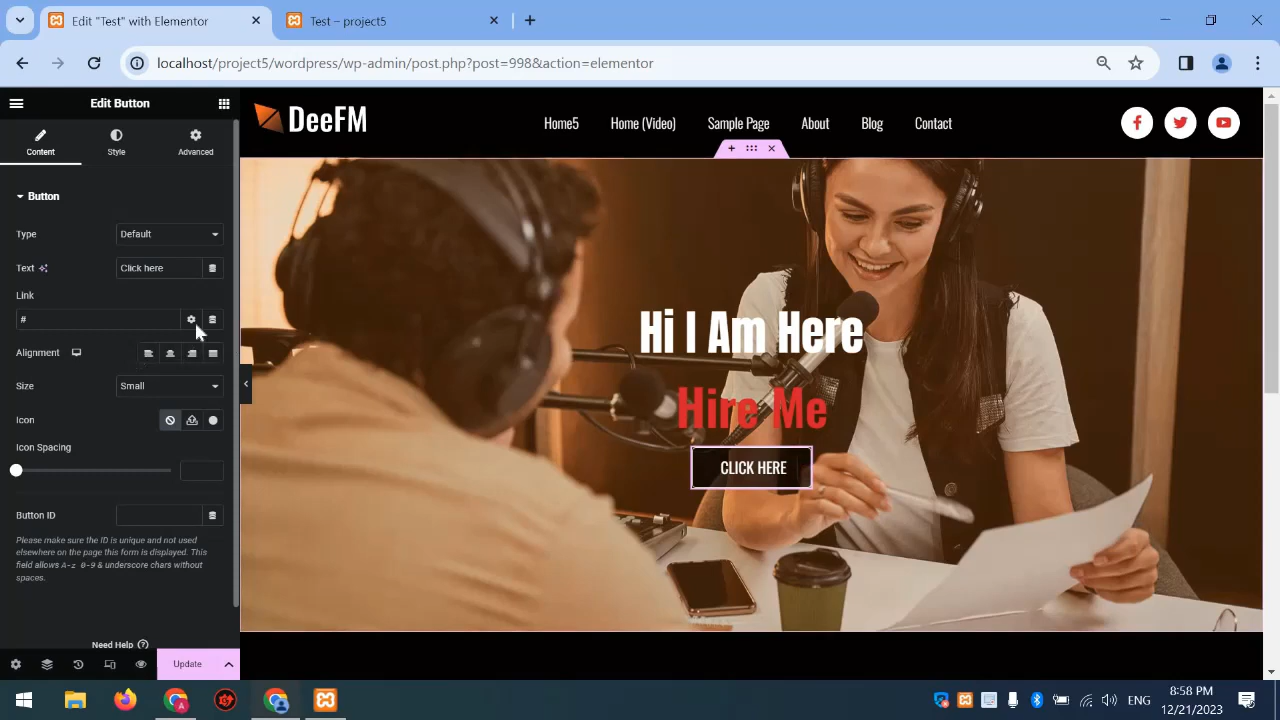 Edit "Test" with Elementor
Test – project5
localhost/project5/wordpress/wp-admin/post.php?post=998&action=elementor
Edit Button
Content
Style
Advanced
Button
Type
Default
Text
Click here
Link
#
Alignment
Size
Small
Icon
Icon Spacing
Button ID
Please make sure the ID is unique and not used
elsewhere on the page this form is displayed. This
field allows A-z 0-9 & underscore chars without
spaces.
Need Help
Update
DeeFM
Home5
Home (Video)
Sample Page
About
Blog
Contact
Hi I Am Here
Hire Me
CLICK HERE
A
ENG
8:58 PM
12/21/2023